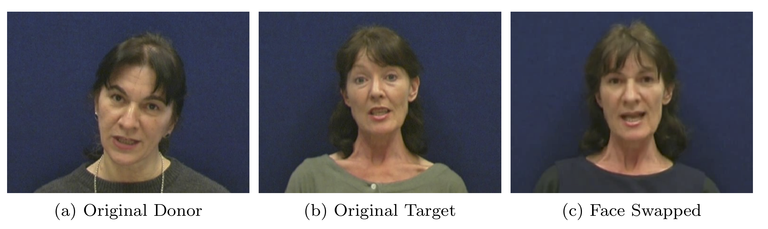 (a) Original Donor
(b) Original Target
(c) Face Swapped